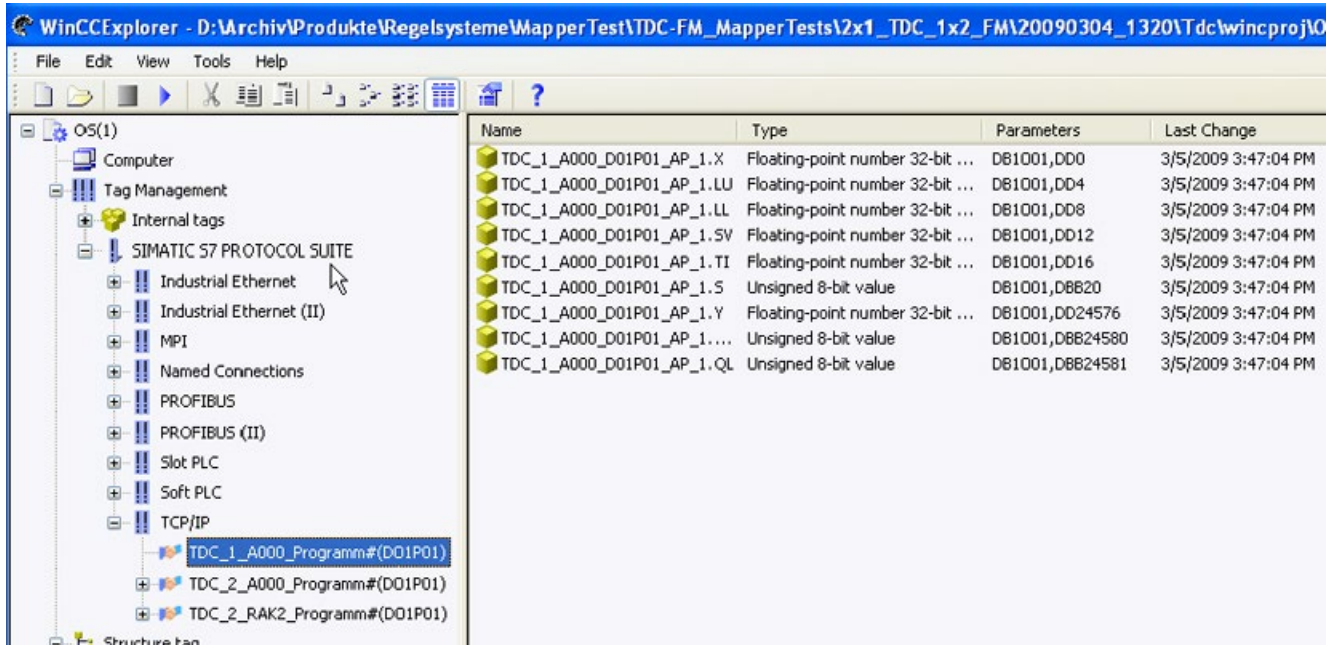 WinCCExplorer - D:\Archiv\Produkte\Regelsysteme\MapperTest\TDC-FM_MapperTests\2x1_TDC_1x2_FM\20090304_1320\Tdc\wincproj\O
File Edit View Tools Help
OS(1)
Computer
Tag Management
Internal tags
SIMATIC S7 PROTOCOL SUITE
Industrial Ethernet
Industrial Ethernet (II)
MPI
Named Connections
PROFIBUS
PROFIBUS (II)
Slot PLC
Soft PLC
TCP/IP
TDC_1_A000_Programm#(D01P01)
TDC_2_A000_Programm#(D01P01)
TDC_2_RAK2_Programm#(D01P01)
Structure tag
Name Type Parameters Last Change
TDC_1_A000_D01P01_AP_1.X Floating-point number 32-bit ... DB1001,DD0 3/5/2009 3:47:04 PM
TDC_1_A000_D01P01_AP_1.LU Floating-point number 32-bit ... DB1001,DD4 3/5/2009 3:47:04 PM
TDC_1_A000_D01P01_AP_1.LL Floating-point number 32-bit ... DB1001,DD8 3/5/2009 3:47:04 PM
TDC_1_A000_D01P01_AP_1.SV Floating-point number 32-bit ... DB1001,DD12 3/5/2009 3:47:04 PM
TDC_1_A000_D01P01_AP_1.TI Floating-point number 32-bit ... DB1001,DD16 3/5/2009 3:47:04 PM
TDC_1_A000_D01P01_AP_1.S Unsigned 8-bit value DB1001,DBB20 3/5/2009 3:47:04 PM
TDC_1_A000_D01P01_AP_1.Y Floating-point number 32-bit ... DB1001,DD24576 3/5/2009 3:47:04 PM
TDC_1_A000_D01P01_AP_1.... Unsigned 8-bit value DB1001,DBB24580 3/5/2009 3:47:04 PM
TDC_1_A000_D01P01_AP_1.QL Unsigned 8-bit value DB1001,DBB24581 3/5/2009 3:47:04 PM